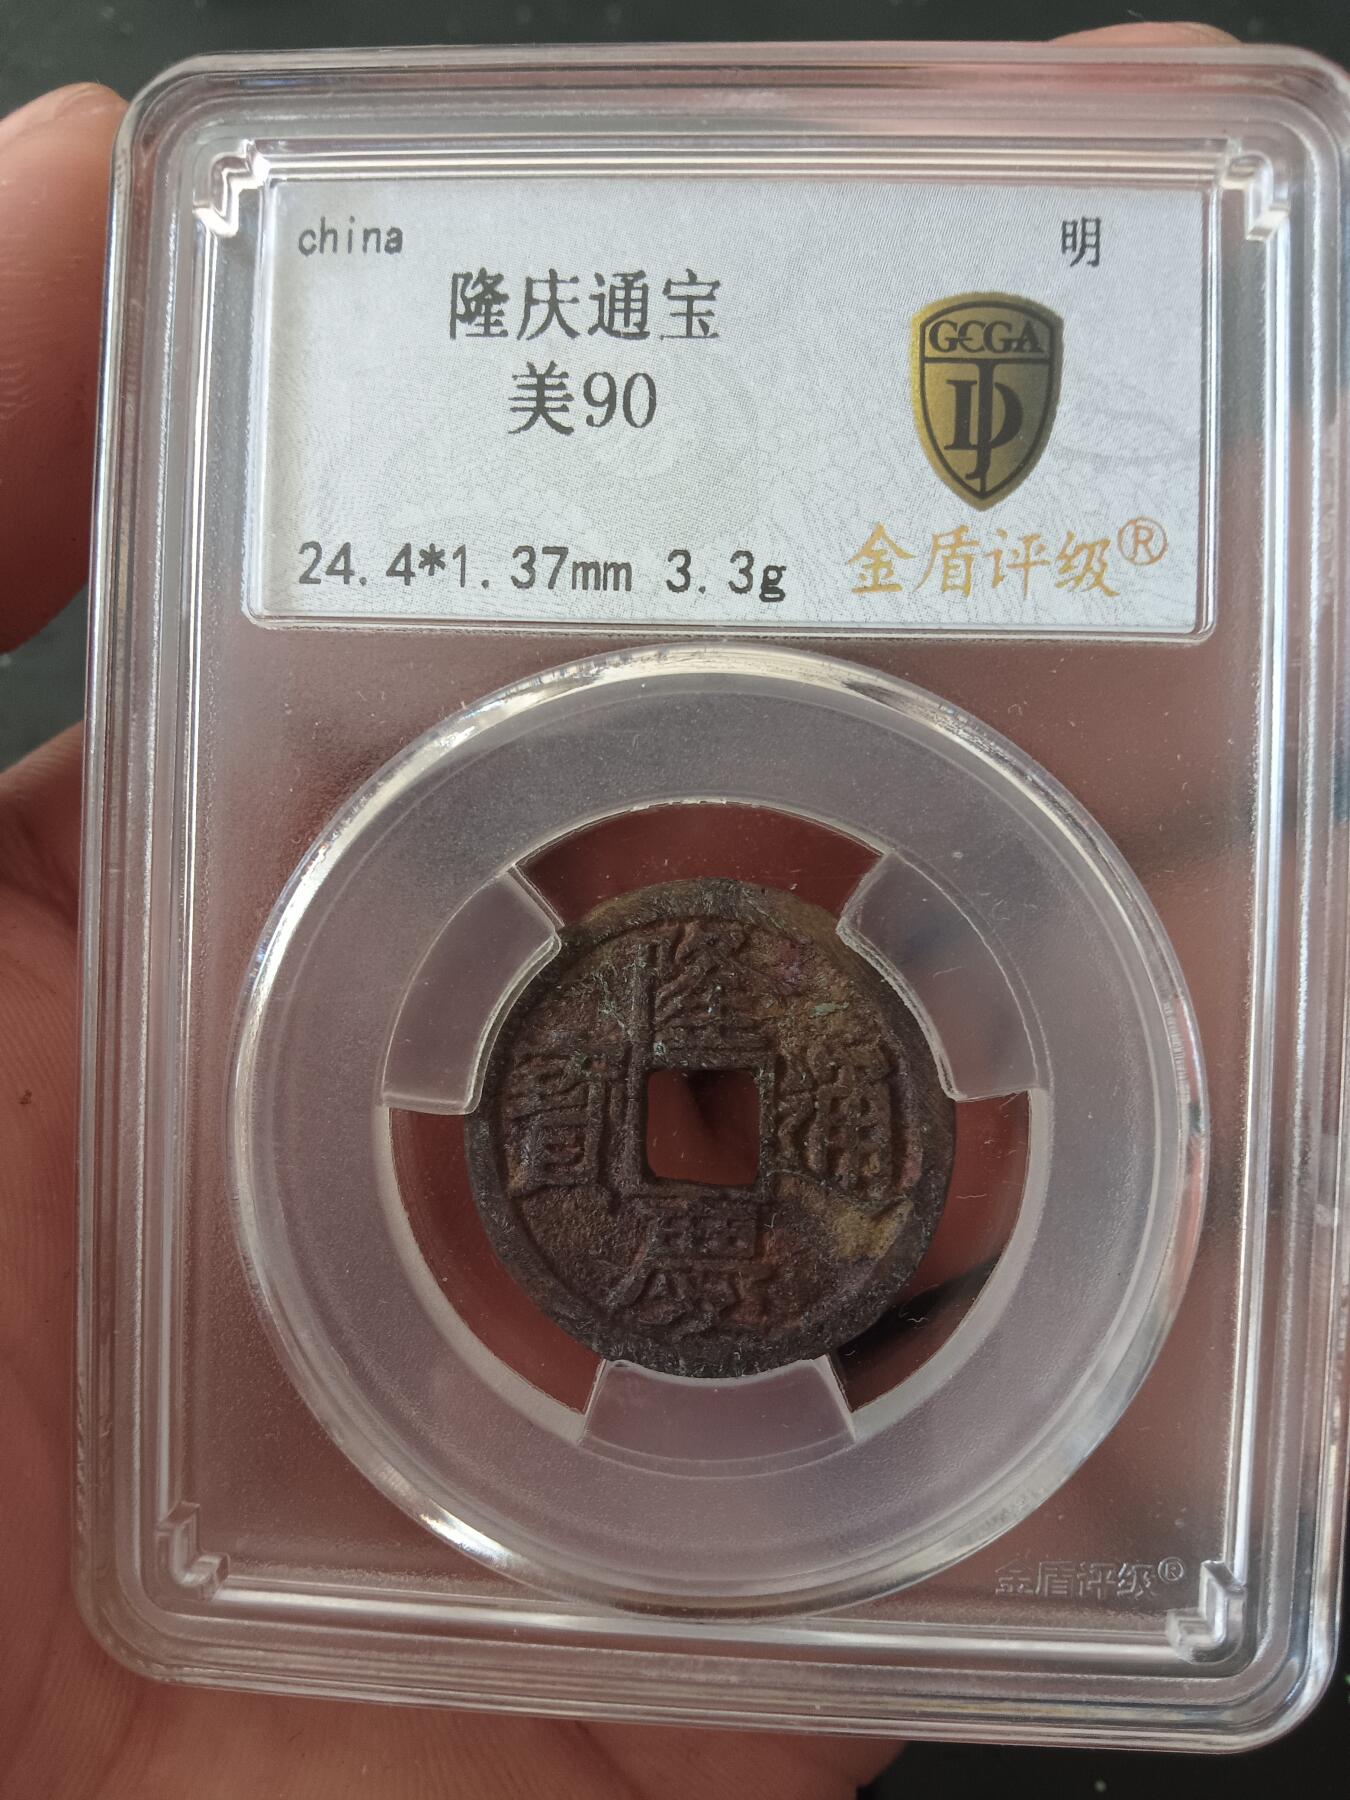 china
明
隆庆通宝
美90
GCGA
JD
24.4*1.37mm 3.3g
金盾评级®
隆
寶 通
慶
金盾评级®